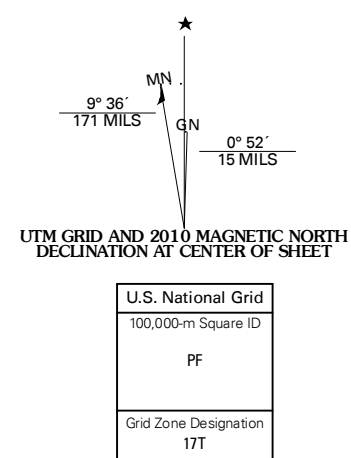 MN
9° 36´
171 MILS
GN
0° 52´
15 MILS
UTM GRID AND 2010 MAGNETIC NORTH
DECLINATION AT CENTER OF SHEET
U.S. National Grid
100,000-m Square ID
PF
Grid Zone Designation
17T